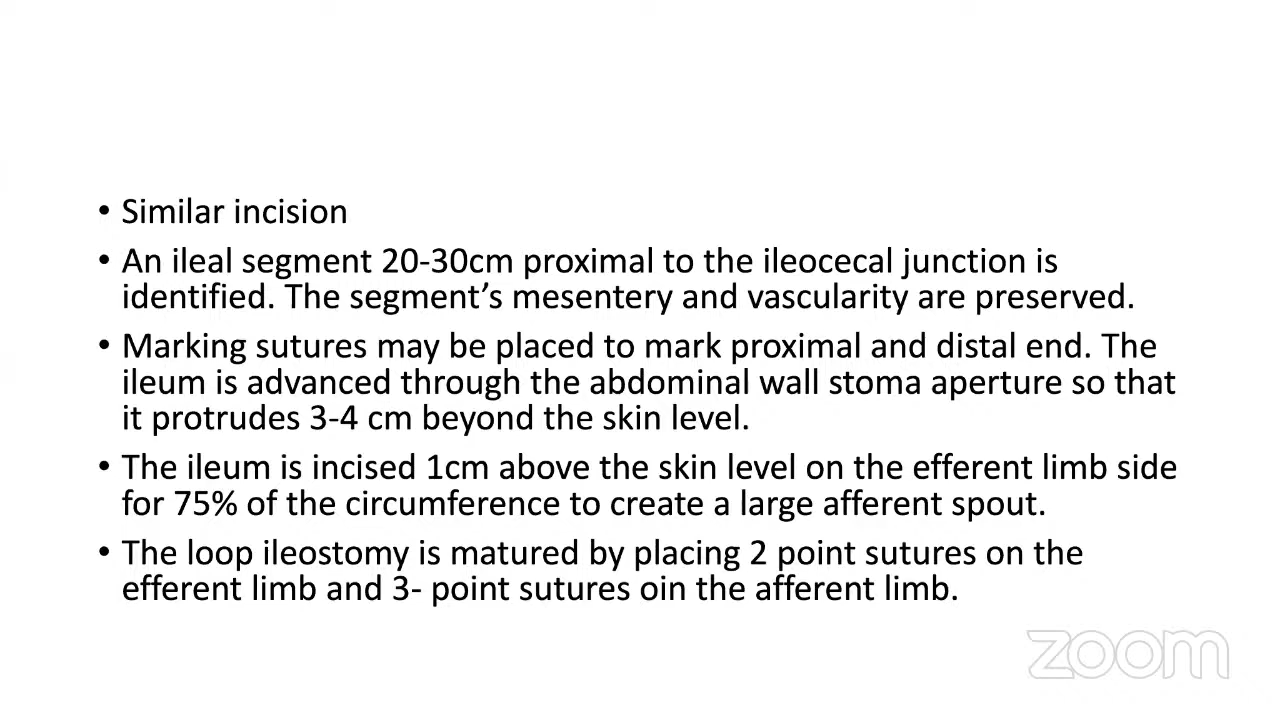 • Similar incision
• An ileal segment 20-30cm proximal to the ileocecal junction is
identified. The segment's mesentery and vascularity are preserved.
• Marking sutures may be placed to mark proximal and distal end. The
ileum is advanced through the abdominal wall stoma aperture so that
it protrudes 3-4 cm beyond the skin level.
• The ileum is incised 1cm above the skin level on the efferent limb side
for 75% of the circumference to create a large afferent spout.
• The loop ileostomy is matured by placing 2 point sutures on the
efferent limb and 3- point sutures oin the afferent limb.
zoom